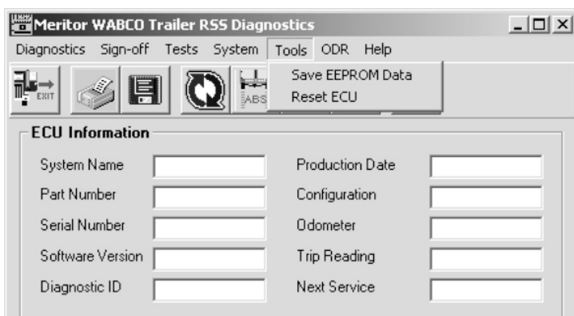 WABCO
Meritor WABCO Trailer RSS Diagnostics
Diagnostics Sign-off Tests System Tools ODR Help
EXIT ABS Save EEPROM Data
Reset ECU
ECU Information
System Name Production Date
Part Number Configuration
Serial Number Odometer
Software Version Trip Reading
Diagnostic ID Next Service